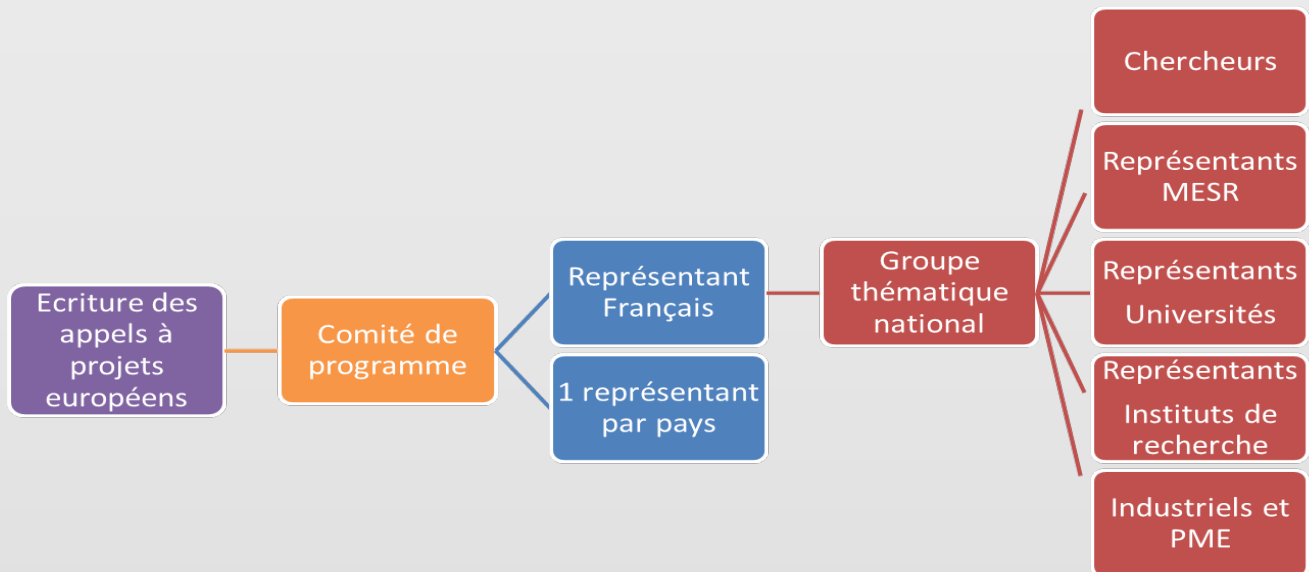 Ecriture des
appels à
projets
européens
Comité de
programme
Représentant
Français
1 représentant
par pays
Groupe
thématique
national
Chercheurs
Représentants
MESR
Représentants
Universités
Représentants
Instituts de
recherche
Industriels et
PME